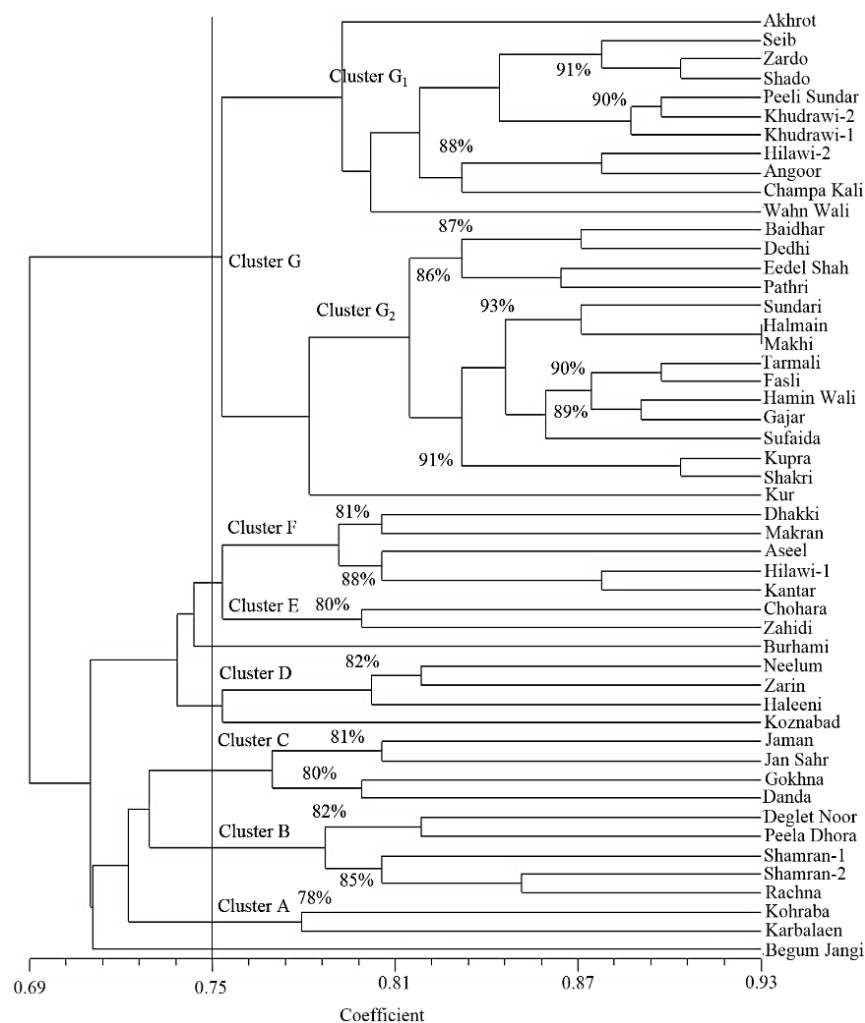 Akhrot
Seib
Zardo
Shado
Peeli Sundar
Khudrawi-2
Khudrawi-1
Hilawi-2
Angoor
Champa Kali
Wahn Wali
Baidhar
Dedhi
Eedel Shah
Pathri
Sundari
Halmain
Makhi
Tarmali
Fasli
Hamin Wali
Gajar
Sufaida
Kupra
Shakri
Kur
Dhakki
Makran
Aseel
Hilawi-1
Kantar
Chohara
Zahidi
Burhami
Neelum
Zarin
Haleeni
Koznabad
Jaman
Jan Sahr
Gokhna
Danda
Deglet Noor
Peela Dhora
Shamran-1
Shamran-2
Rachna
Kohraba
Karbalaen
Begum Jangi
Cluster G1
91%
90%
88%
87%
Cluster G
86%
Cluster G2
93%
90%
89%
91%
Cluster F
81%
88%
Cluster E
80%
Cluster D
82%
Cluster C
81%
80%
Cluster B
82%
85%
Cluster A
78%
0.69 0.75 0.81 0.87 0.93
Coefficient